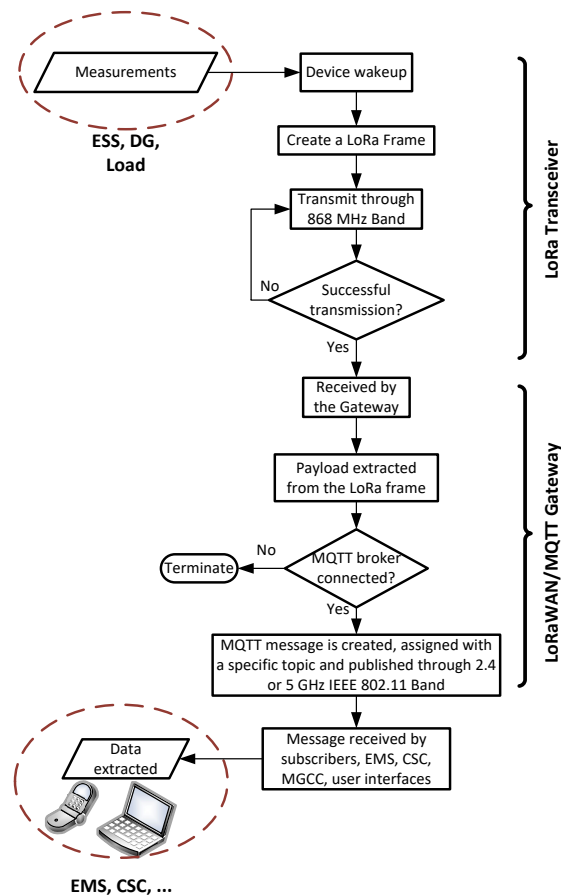 Measurements
Device wakeup
ESS, DG,
Load
Create a LoRa Frame
Transmit through
868 MHz Band
No
Successful
transmission?
Yes
LoRa Transceiver
Received by
the Gateway
Payload extracted
from the LoRa frame
Terminate
No
MQTT broker
connected?
Yes
MQTT message is created, assigned with
a specific topic and published through 2.4
or 5 GHz IEEE 802.11 Band
LoRaWAN/MQTT Gateway
Message received by
subscribers, EMS, CSC,
MGCC, user interfaces
Data
extracted
EMS, CSC, ...